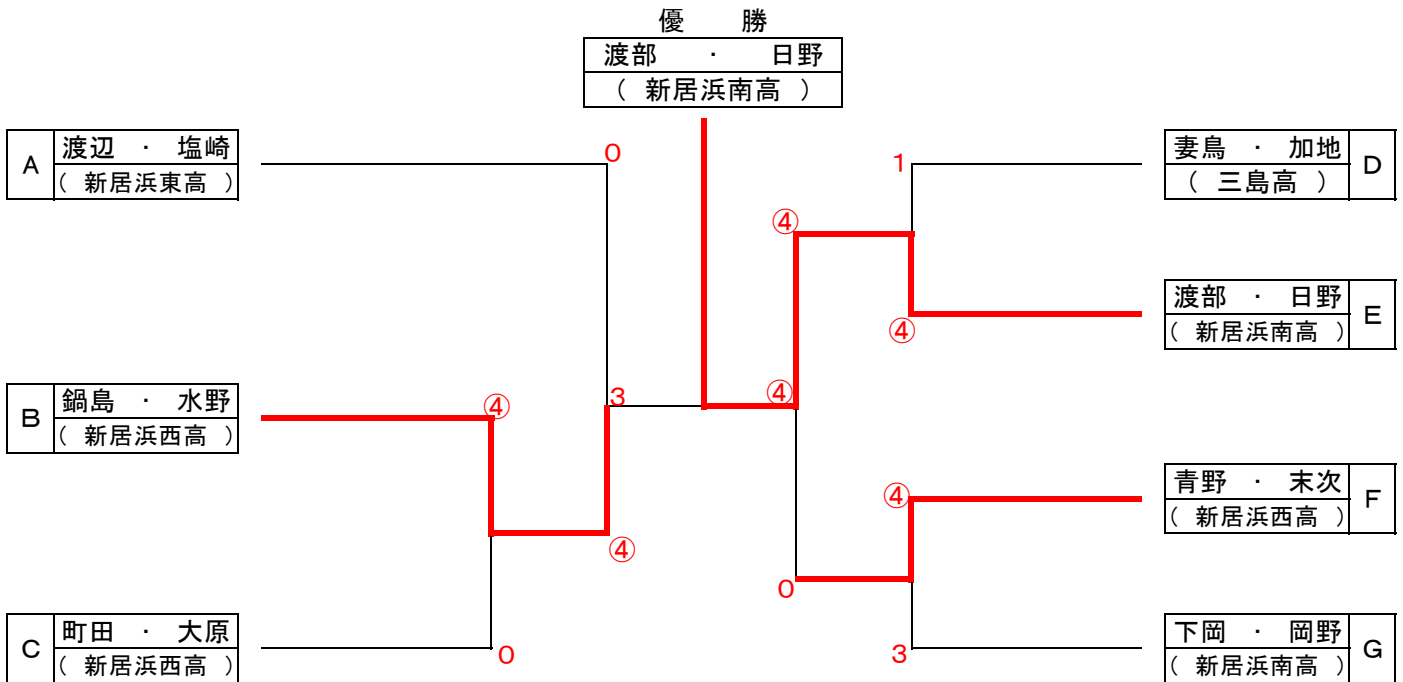 優　勝
渡部　・　日野
（ 新居浜南高 ）
A
渡辺　・　塩崎
（ 新居浜東高 ）
0
1
妻鳥　・　加地
（ 三島高 ）
D
④
④
渡部　・　日野
（ 新居浜南高 ）
E
B
鍋島　・　水野
（ 新居浜西高 ）
④
3
④
④
④
青野　・　末次
（ 新居浜西高 ）
F
0
C
町田　・　大原
（ 新居浜西高 ）
0
3
下岡　・　岡野
（ 新居浜南高 ）
G